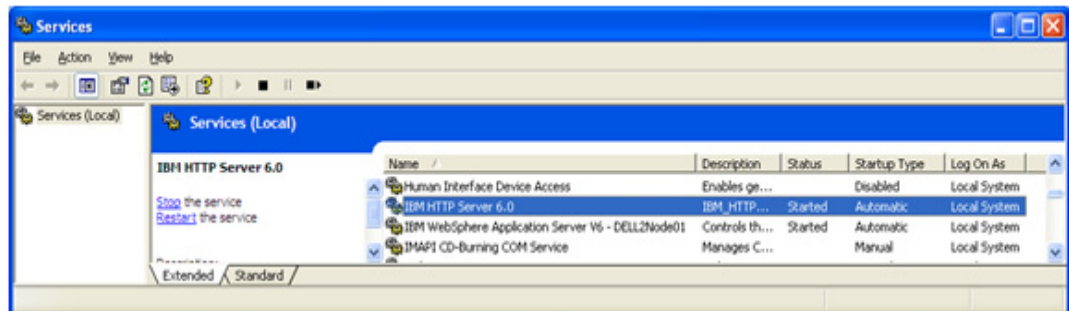 Services
File Action View Help
Services (Local)
Services (Local)
IBM HTTP Server 6.0
Stop the service
Restart the service
Name Description Status Startup Type Log On As
Human Interface Device Access Enables ge... Disabled Local System
IBM HTTP Server 6.0 IBM_HTTP... Started Automatic Local System
IBM WebSphere Application Server V6 - DELL2Node01 Controls th... Started Automatic Local System
IMAPI CD-Burning COM Service Manages C... Manual Local System
Extended Standard